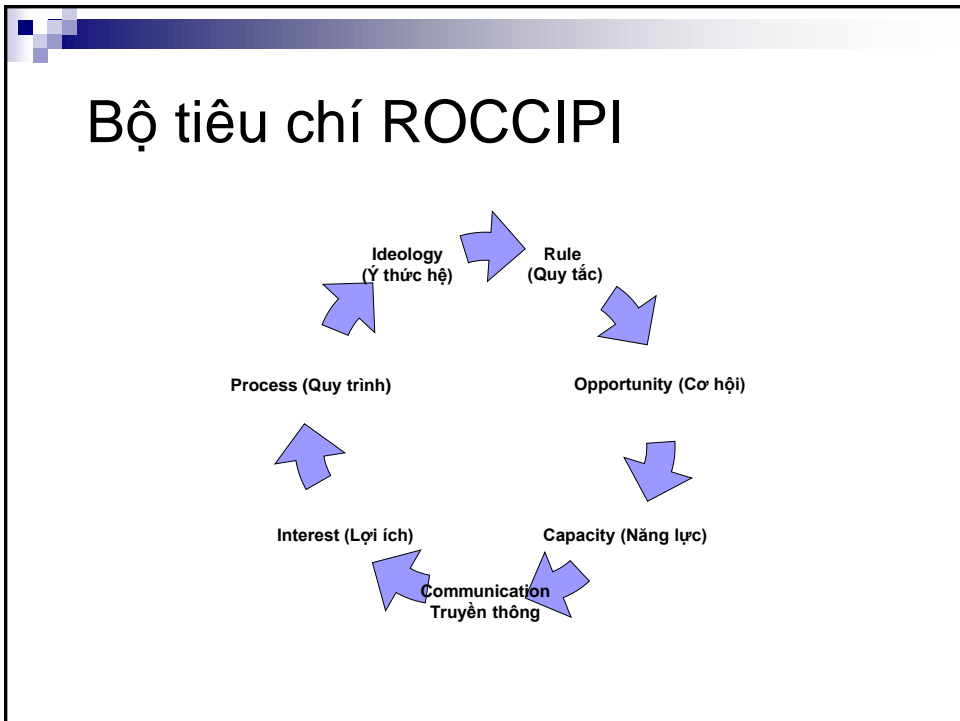 Bộ tiêu chí ROCCIPI
Ideology
(Ý thức hệ)
Rule
(Quy tắc)
Process (Quy trình)
Opportunity (Cơ hội)
Interest (Lợi ích)
Capacity (Năng lực)
Communication
Truyền thông